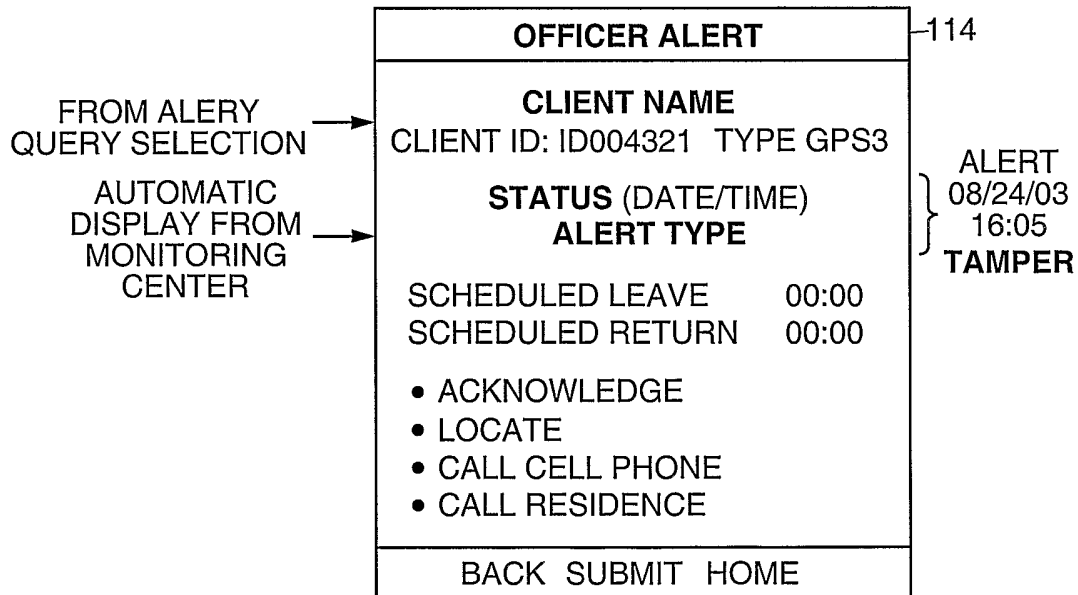 OFFICER ALERT
114
FROM ALERY
QUERY SELECTION
AUTOMATIC
DISPLAY FROM
MONITORING
CENTER
CLIENT NAME
CLIENT ID: ID004321 TYPE GPS3
STATUS (DATE/TIME)
ALERT TYPE
ALERT
08/24/03
16:05
TAMPER
SCHEDULED LEAVE 00:00
SCHEDULED RETURN 00:00
• ACKNOWLEDGE
• LOCATE
• CALL CELL PHONE
• CALL RESIDENCE
BACK SUBMIT HOME